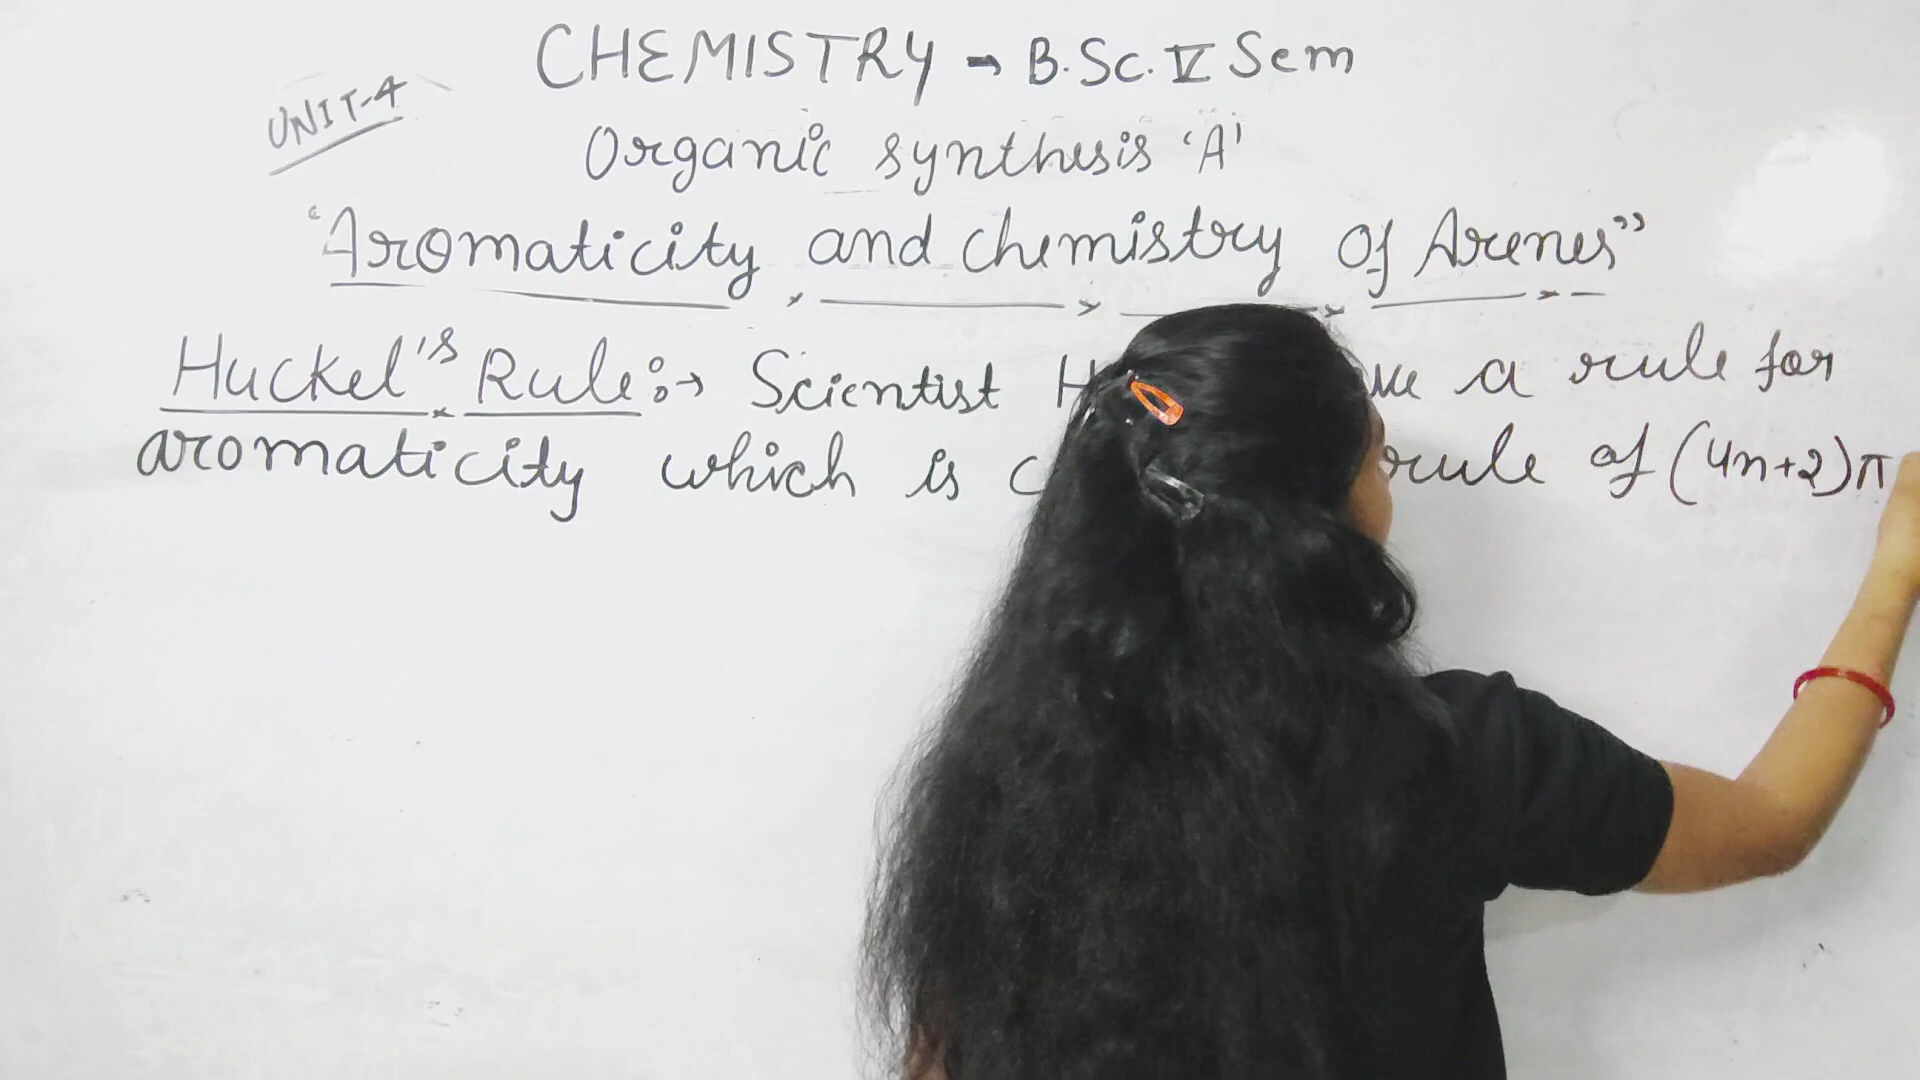 CHEMISTRY → B.Sc. V Sem
UNIT-4
Organic synthesis 'A'
"Aromaticity and chemistry of Arenes"
Huckel's Rule:→ Scientist a rule for
aromaticity which is rule of (4n+2)π